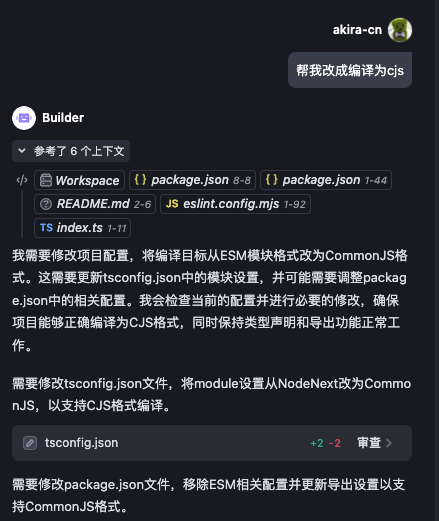 akira-cn
帮我改成编译为cjs
Builder
参考了 6 个上下文
Workspace package.json 8-8 package.json 1-44
README.md 2-6 JS eslint.config.mjs 1-92
TS index.ts 1-11
我需要修改项目配置，将编译目标从ESM模块格式改为CommonJS格
式。这需要更新tsconfig.json中的模块设置，并可能需要调整packag
e.json中的相关配置。我会检查当前的配置并进行必要的修改，确保
项目能够正确编译为CJS格式，同时保持类型声明和导出功能正常工
作。
需要修改tsconfig.json文件，将module设置从NodeNext改为Commo
nJS，以支持CJS格式编译。
tsconfig.json +2 -2 审查
需要修改package.json文件，移除ESM相关配置并更新导出设置以支
持CommonJS格式。